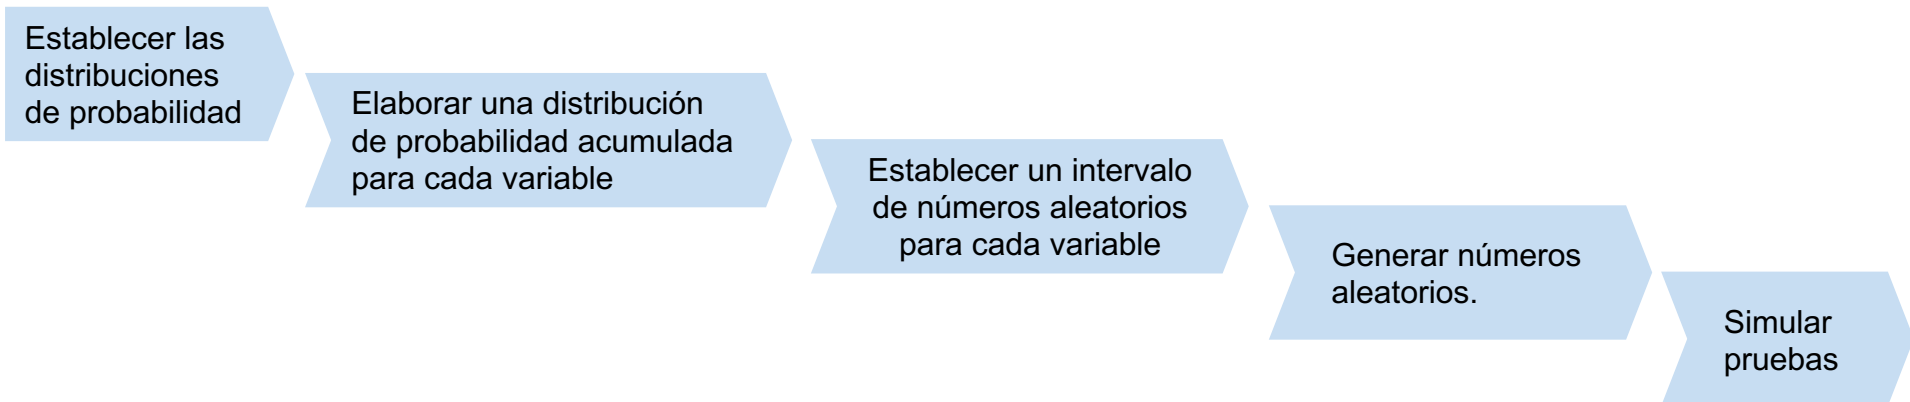 Establecer las
distribuciones
de probabilidad
Elaborar una distribución
de probabilidad acumulada
para cada variable
Establecer un intervalo
de números aleatorios
para cada variable
Generar números
aleatorios.
Simular
pruebas